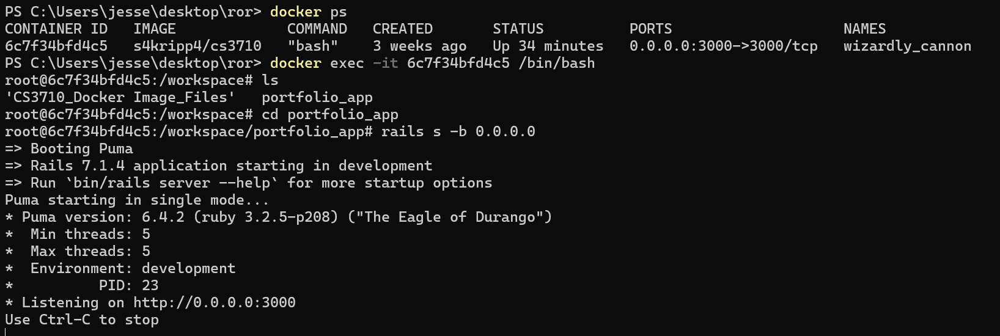 PS C:\Users\jesse\desktop\ror> docker ps
CONTAINER ID   IMAGE             COMMAND   CREATED       STATUS          PORTS                    NAMES
6c7f34bfd4c5   s4kripp4/cs3710   "bash"    3 weeks ago   Up 34 minutes   0.0.0.0:3000->3000/tcp   wizardly_cannon
PS C:\Users\jesse\desktop\ror> docker exec -it 6c7f34bfd4c5 /bin/bash
root@6c7f34bfd4c5:/workspace# ls
'CS3710_Docker Image_Files'   portfolio_app
root@6c7f34bfd4c5:/workspace# cd portfolio_app
root@6c7f34bfd4c5:/workspace/portfolio_app# rails s -b 0.0.0.0
=> Booting Puma
=> Rails 7.1.4 application starting in development
=> Run `bin/rails server --help` for more startup options
Puma starting in single mode...
* Puma version: 6.4.2 (ruby 3.2.5-p208) ("The Eagle of Durango")
*  Min threads: 5
*  Max threads: 5
*  Environment: development
*          PID: 23
* Listening on http://0.0.0.0:3000
Use Ctrl-C to stop